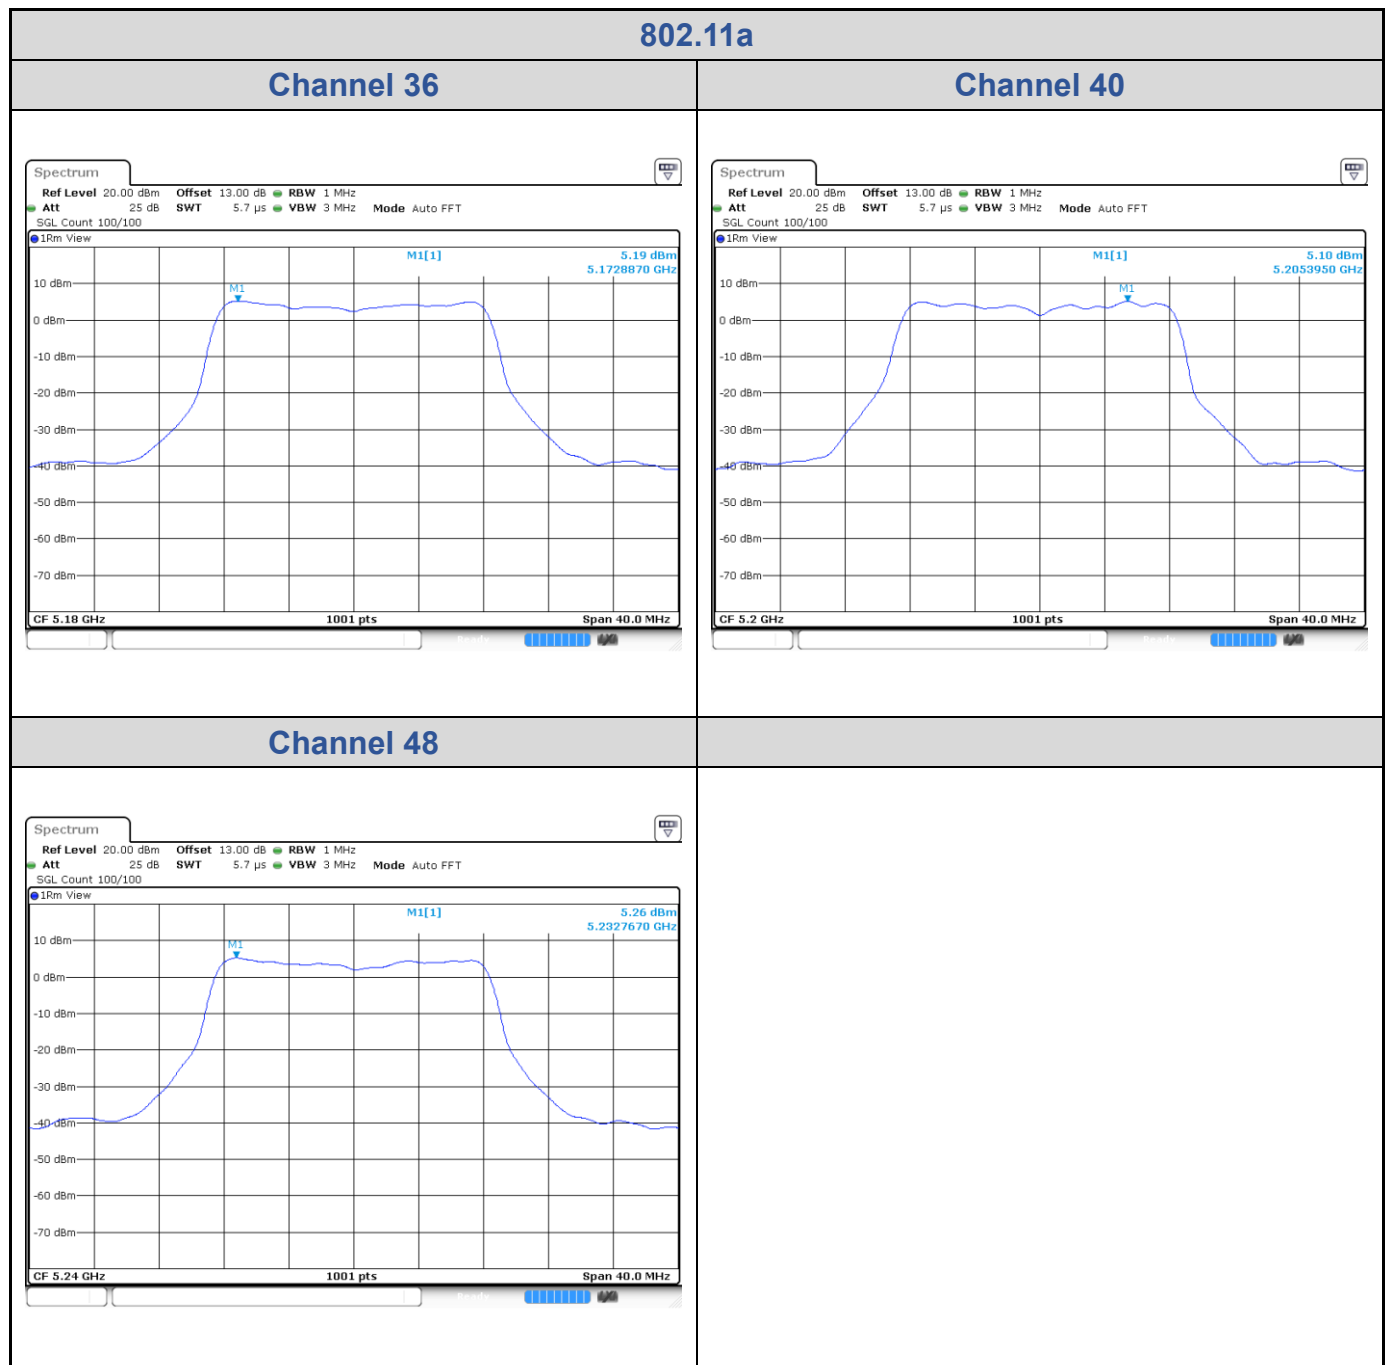 802.11a
Channel 36
Channel 40
Spectrum
Ref Level 20.00 dBm Offset 13.00 dB RBW 1 MHz
Att 25 dB SWT 5.7 µs VBW 3 MHz Mode Auto FFT
SGL Count 100/100
1Rm View
M1[1] 5.19 dBm
5.1728870 GHz
M1
10 dBm
0 dBm
-10 dBm
-20 dBm
-30 dBm
-40 dBm
-50 dBm
-60 dBm
-70 dBm
CF 5.18 GHz 1001 pts Span 40.0 MHz
Spectrum
Ref Level 20.00 dBm Offset 13.00 dB RBW 1 MHz
Att 25 dB SWT 5.7 µs VBW 3 MHz Mode Auto FFT
SGL Count 100/100
1Rm View
M1[1] 5.10 dBm
5.2053950 GHz
M1
10 dBm
0 dBm
-10 dBm
-20 dBm
-30 dBm
-40 dBm
-50 dBm
-60 dBm
-70 dBm
CF 5.2 GHz 1001 pts Span 40.0 MHz
Channel 48
Spectrum
Ref Level 20.00 dBm Offset 13.00 dB RBW 1 MHz
Att 25 dB SWT 5.7 µs VBW 3 MHz Mode Auto FFT
SGL Count 100/100
1Rm View
M1[1] 5.26 dBm
5.2327670 GHz
M1
10 dBm
0 dBm
-10 dBm
-20 dBm
-30 dBm
-40 dBm
-50 dBm
-60 dBm
-70 dBm
CF 5.24 GHz 1001 pts Span 40.0 MHz